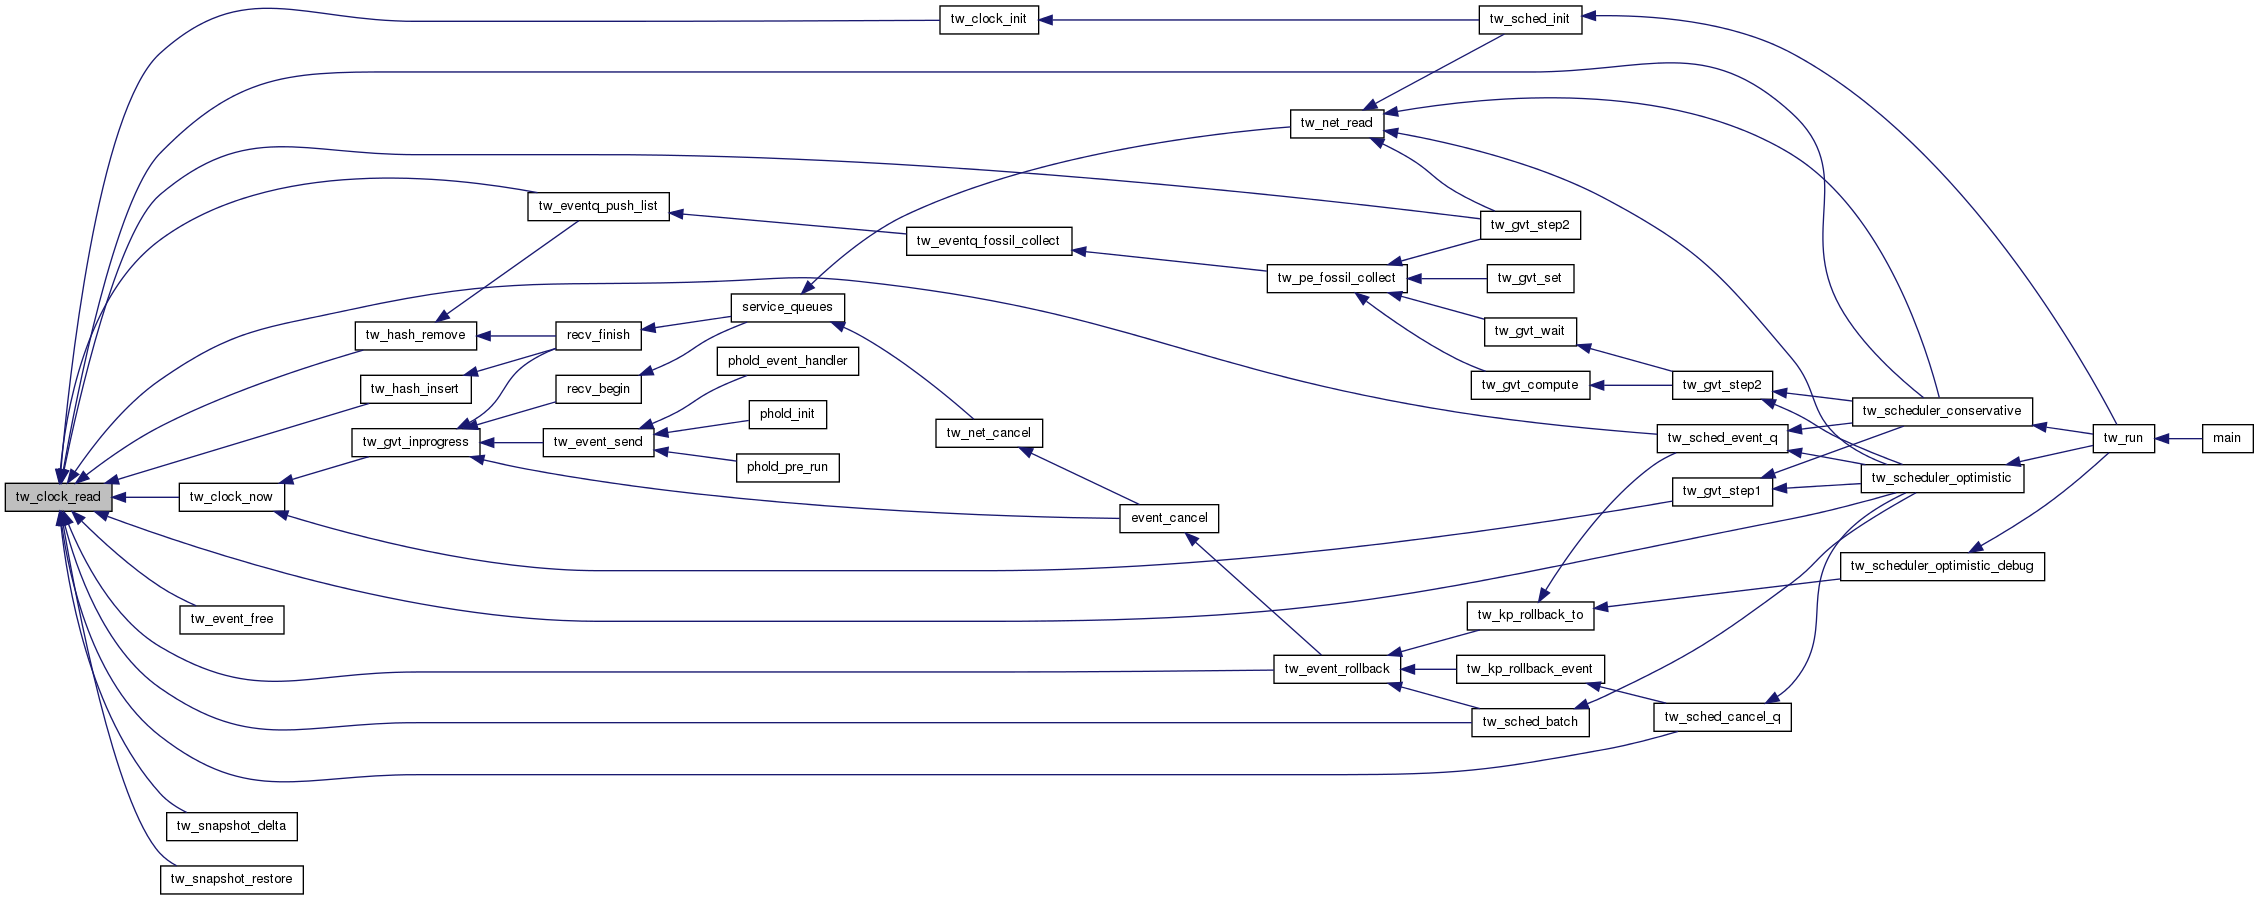 tw_clock_init
tw_sched_init
tw_net_read
tw_eventq_push_list
tw_gvt_step2
tw_eventq_fossil_collect
tw_pe_fossil_collect
tw_gvt_set
service_queues
tw_hash_remove
recv_finish
tw_gvt_wait
phold_event_handler
tw_hash_insert
recv_begin
tw_gvt_compute
tw_gvt_step2
phold_init
tw_scheduler_conservative
tw_gvt_inprogress
tw_event_send
tw_net_cancel
tw_sched_event_q
tw_run
main
phold_pre_run
tw_scheduler_optimistic
tw_clock_read
tw_clock_now
tw_gvt_step1
event_cancel
tw_scheduler_optimistic_debug
tw_event_free
tw_kp_rollback_to
tw_event_rollback
tw_kp_rollback_event
tw_sched_batch
tw_sched_cancel_q
tw_snapshot_delta
tw_snapshot_restore